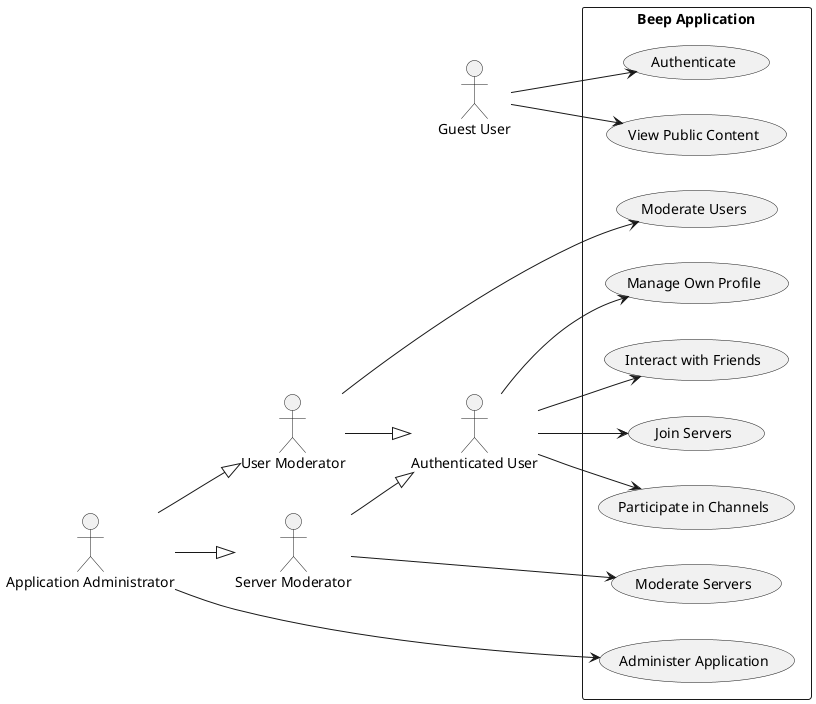 Beep Application
Authenticate
Guest User
View Public Content
Moderate Users
Manage Own Profile
Interact with Friends
User Moderator
Authenticated User
Join Servers
Participate in Channels
Application Administrator
Server Moderator
Moderate Servers
Administer Application